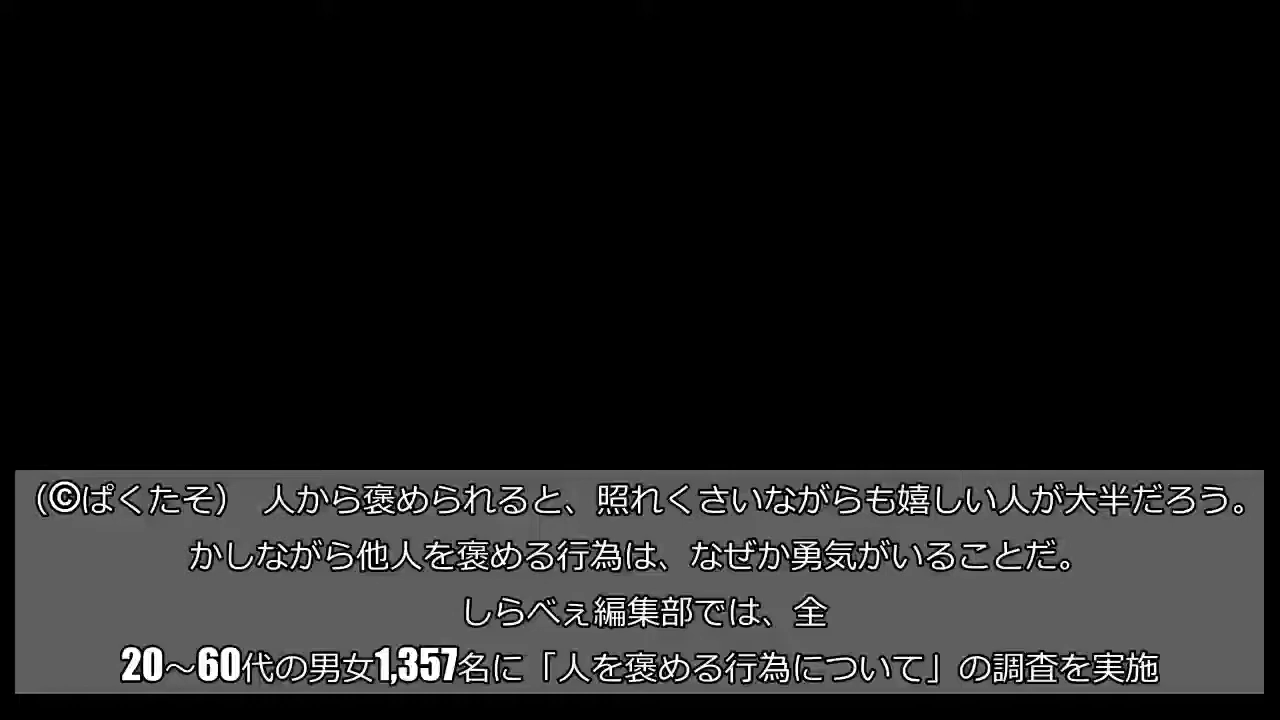 （©ぱくたそ）　人から褒められると、照れくさいながらも嬉しい人が大半だろう。
かしながら他人を褒める行為は、なぜか勇気がいることだ。
しらべぇ編集部では、全
20～60代の男女1,357名に「人を褒める行為について」の調査を実施